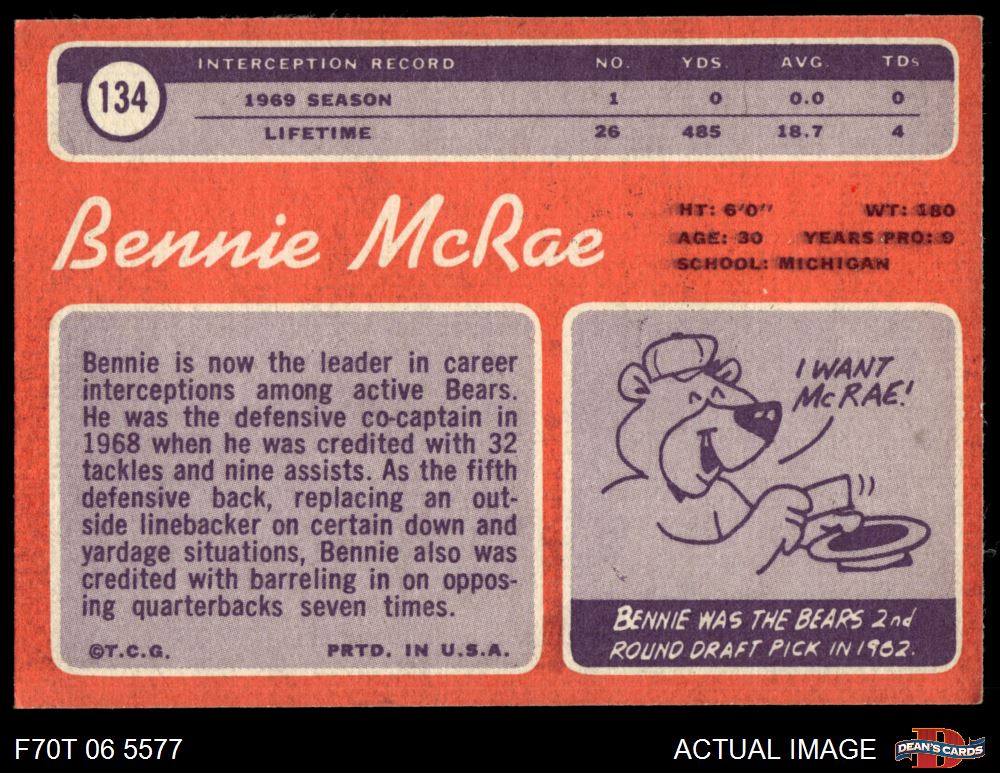 INTERCEPTION RECORD NO. YDS. AVG. TDs
134
1969 SEASON 1 0 0.0 0
LIFETIME 26 485 18.7 4
Bennie McRae
HT: 6'0" WT: 180
AGE: 30 YEARS PRO: 9
SCHOOL: MICHIGAN
Bennie is now the leader in career
interceptions among active Bears.
He was the defensive co-captain in
1968 when he was credited with 32
tackles and nine assists. As the fifth
defensive back, replacing an out-
side linebacker on certain down and
yardage situations, Bennie also was
credited with barreling in on oppos-
ing quarterbacks seven times.
©T.C.G. PRTD. IN U.S.A.
I WANT
McRAE!
BENNIE WAS THE BEARS 2nd
ROUND DRAFT PICK IN 1962.
F70T 06 5577
ACTUAL IMAGE
D
DEAN'S CARDS